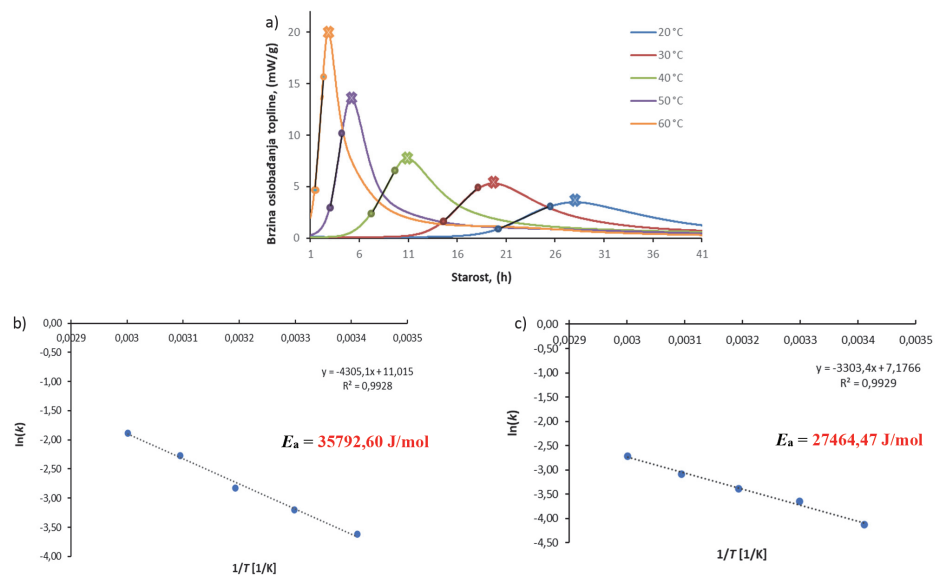 a)
Brzina oslobađanja topline, (mW/g)
20
15
10
5
0
1 6 11 16 21 26 31 36 41
Starost, (h)
20 °C
30 °C
40 °C
50 °C
60 °C
b)
0,00
0,0029 0,003 0,0031 0,0032 0,0033 0,0034 0,0035
-0,50
-1,00
-1,50
-2,00
-2,50
-3,00
-3,50
-4,00
ln(k)
y = -4305,1x + 11,015
R² = 0,9928
Ea = 35792,60 J/mol
1/T [1/K]
c)
0,00
0,0029 0,003 0,0031 0,0032 0,0033 0,0034 0,0035
-0,50
-1,00
-1,50
-2,00
-2,50
-3,00
-3,50
-4,00
-4,50
ln(k)
y = -3303,4x + 7,1766
R² = 0,9929
Ea = 27464,47 J/mol
1/T [1/K]